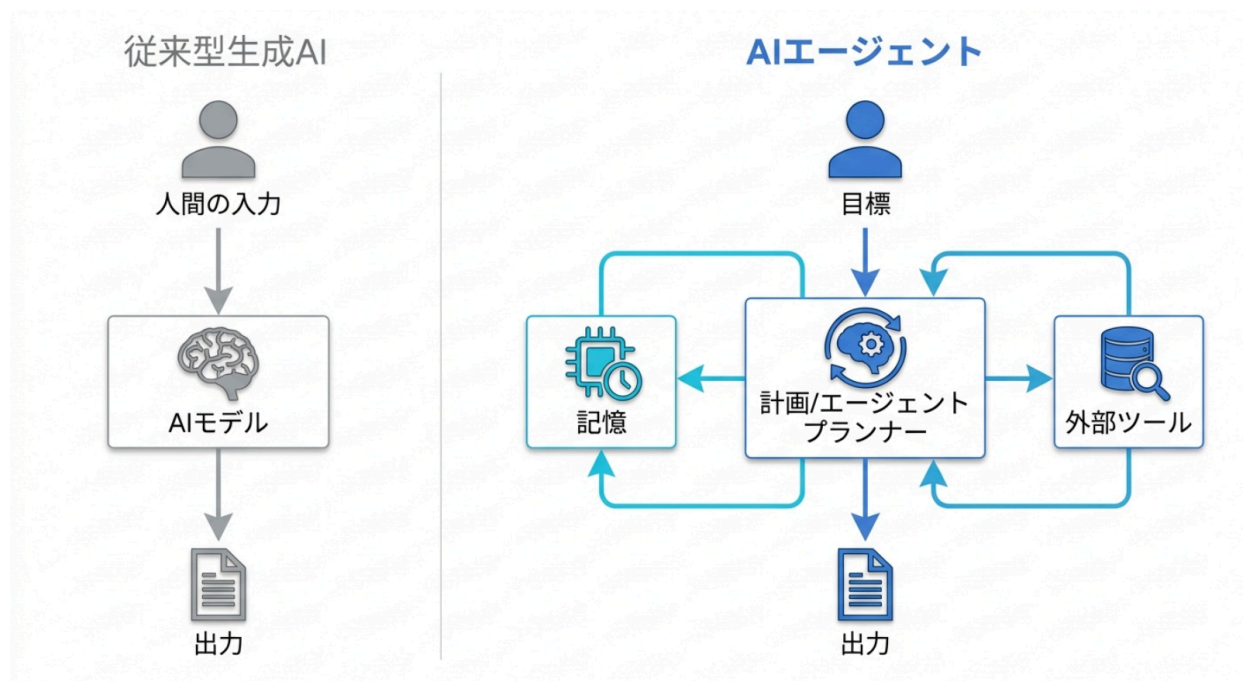 従来型生成AI
人間の入力
AIモデル
出力
AIエージェント
目標
記憶
計画/エージェント
プランナー
外部ツール
出力